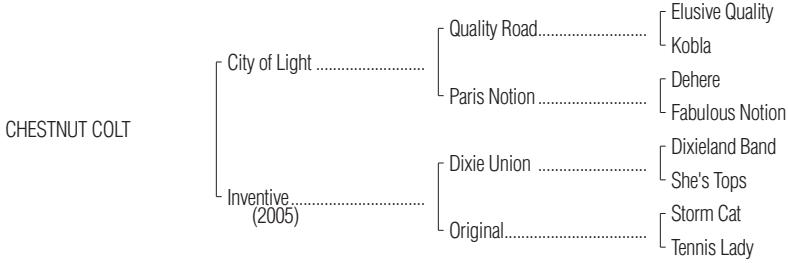 Elusive Quality
Quality Road..........................
Kobla
City of Light ..........................
Dehere
Paris Notion ..........................
Fabulous Notion
CHESTNUT COLT
Dixieland Band
Dixie Union ..........................
She's Tops
Inventive................................
(2005)
Storm Cat
Original..................................
Tennis Lady